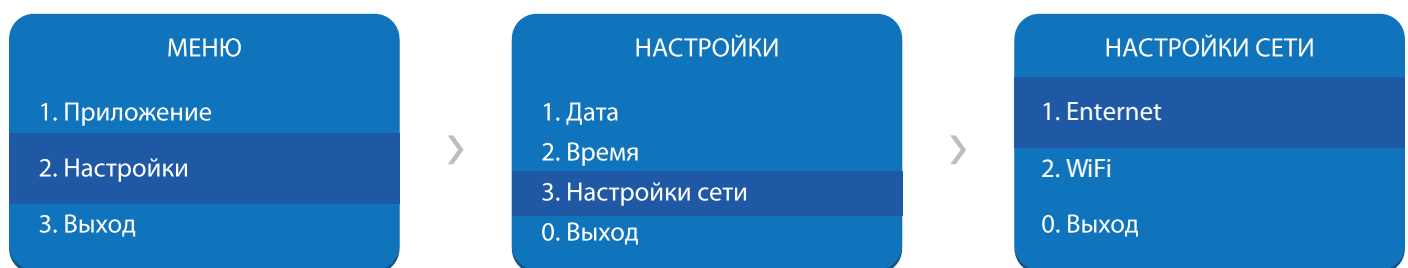 МЕНЮ
1. Приложение
2. Настройки
3. Выход
НАСТРОЙКИ
1. Дата
2. Время
3. Настройки сети
0. Выход
НАСТРОЙКИ СЕТИ
1. Enternet
2. WiFi
0. Выход